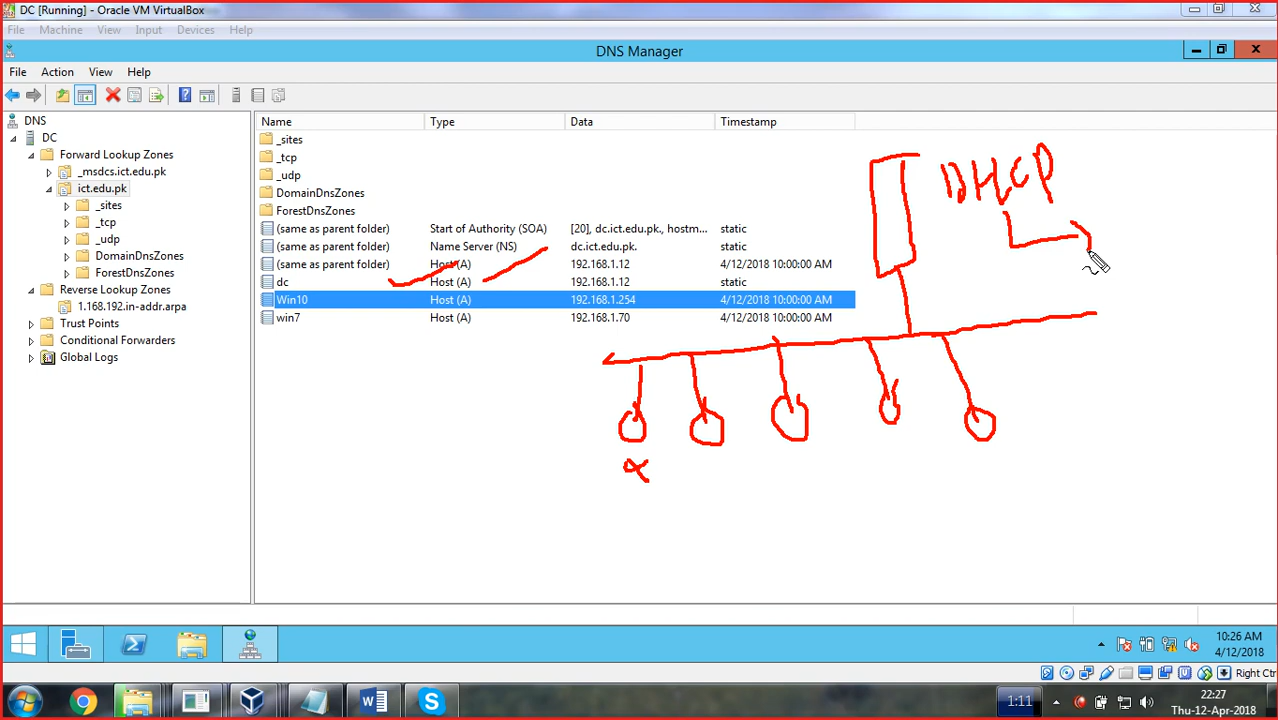 DC [Running] - Oracle VM VirtualBox
File Machine View Input Devices Help
DNS Manager
File Action View Help
Name Type Data Timestamp
DNS
DC
Forward Lookup Zones
_msdcs.ict.edu.pk
ict.edu.pk
_sites
_tcp
_udp
DomainDnsZones
ForestDnsZones
Reverse Lookup Zones
1.168.192.in-addr.arpa
Trust Points
Conditional Forwarders
Global Logs
_sites
_tcp
_udp
DomainDnsZones
ForestDnsZones
(same as parent folder) Start of Authority (SOA) [20], dc.ict.edu.pk., hostm... static
(same as parent folder) Name Server (NS) dc.ict.edu.pk. static
(same as parent folder) Host (A) 192.168.1.12 4/12/2018 10:00:00 AM
dc Host (A) 192.168.1.12 static
Win10 Host (A) 192.168.1.254 4/12/2018 10:00:00 AM
win7 Host (A) 192.168.1.70 4/12/2018 10:00:00 AM
DHCP
10:26 AM
4/12/2018
Right Ctrl
1:11
22:27
Thu-12-Apr-2018